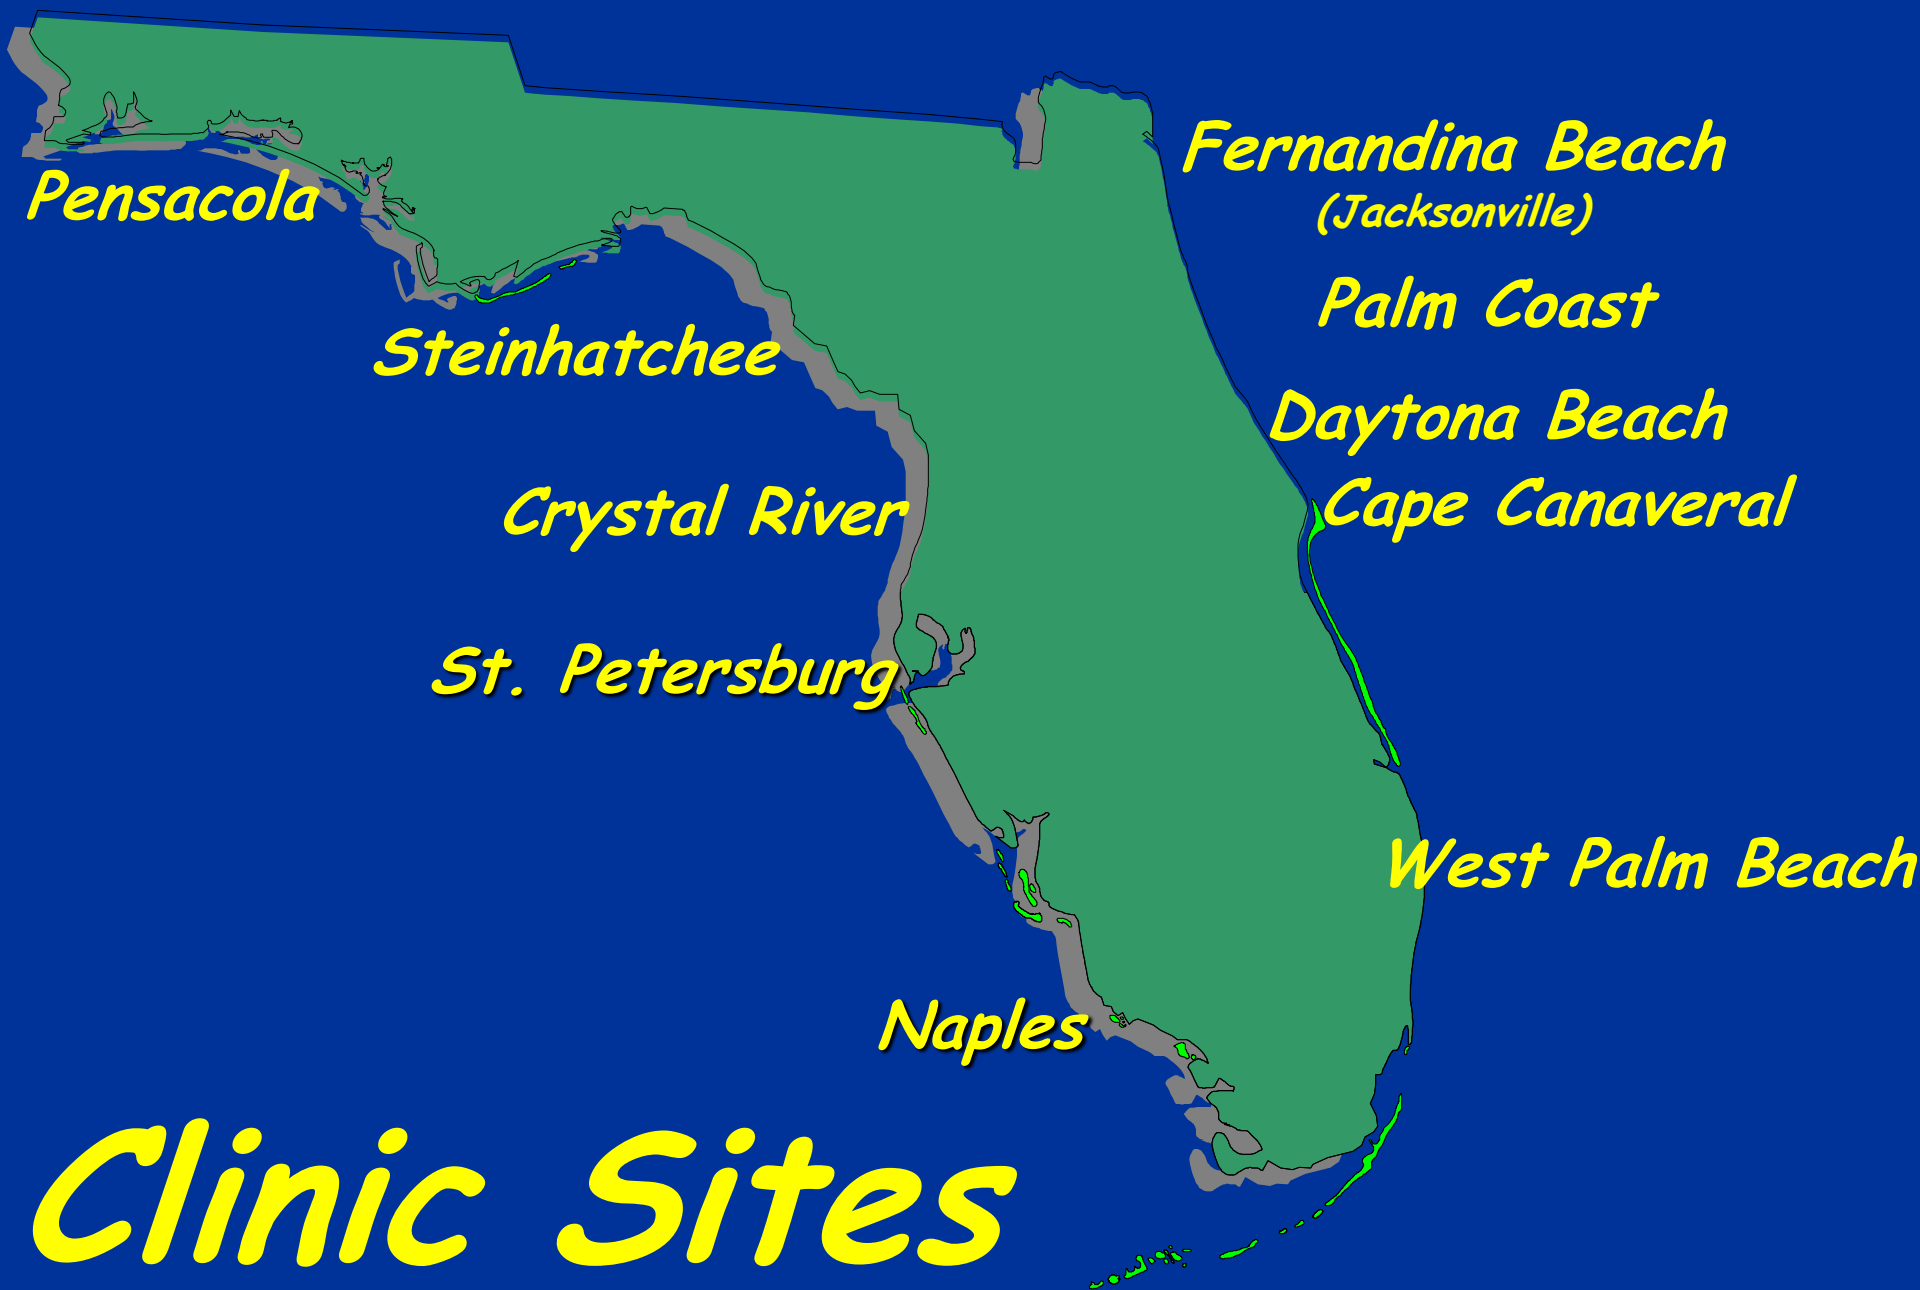 Fernandina Beach
(Jacksonville)
Pensacola
Palm Coast
Steinhatchee
Daytona Beach
Cape Canaveral
Crystal River
St. Petersburg
West Palm Beach
Naples
Clinic Sites